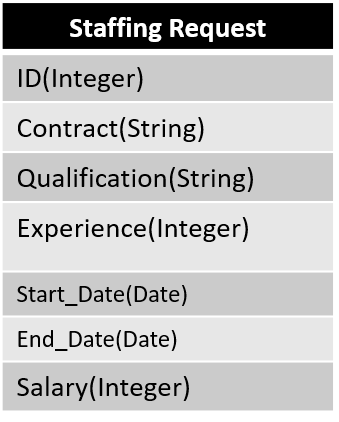 Staffing Request
ID(Integer)
Contract(String)
Qualification(String)
Experience(Integer)
Start_Date(Date)
End_Date(Date)
Salary(Integer)